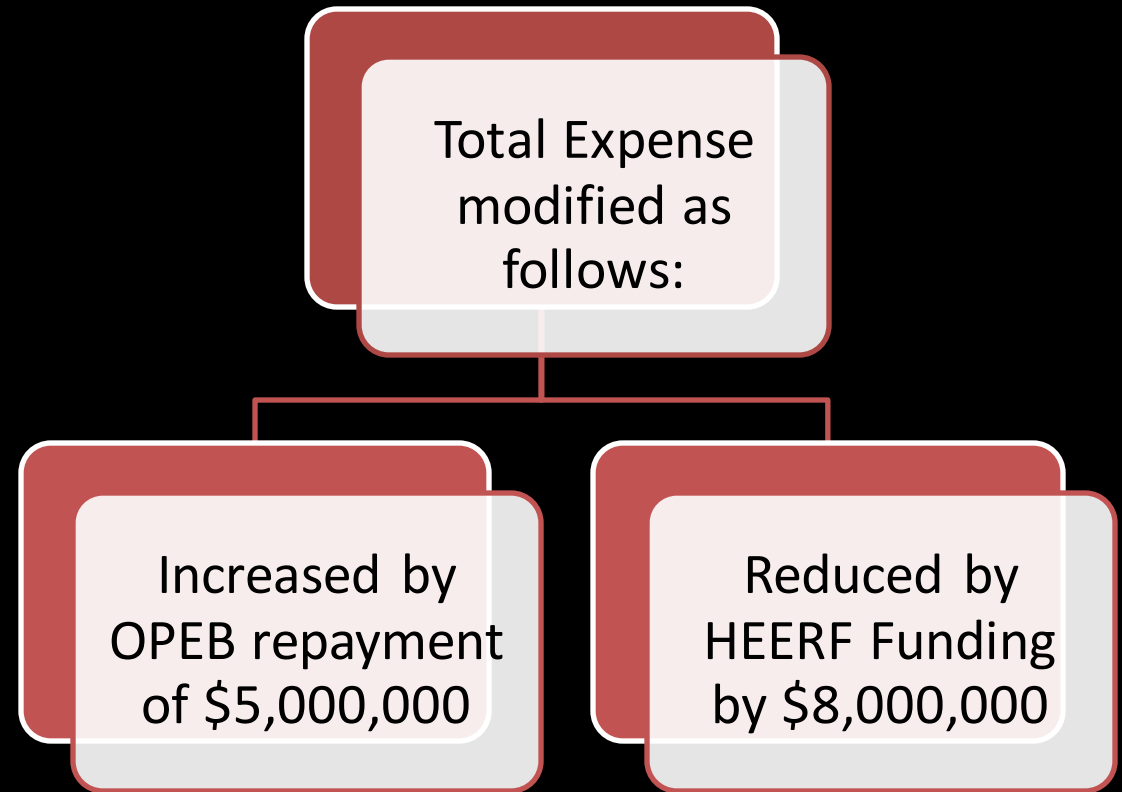 Total Expense
modified as
follows:
Increased by
OPEB repayment
of $5,000,000
Reduced by
HEERF Funding
by $8,000,000